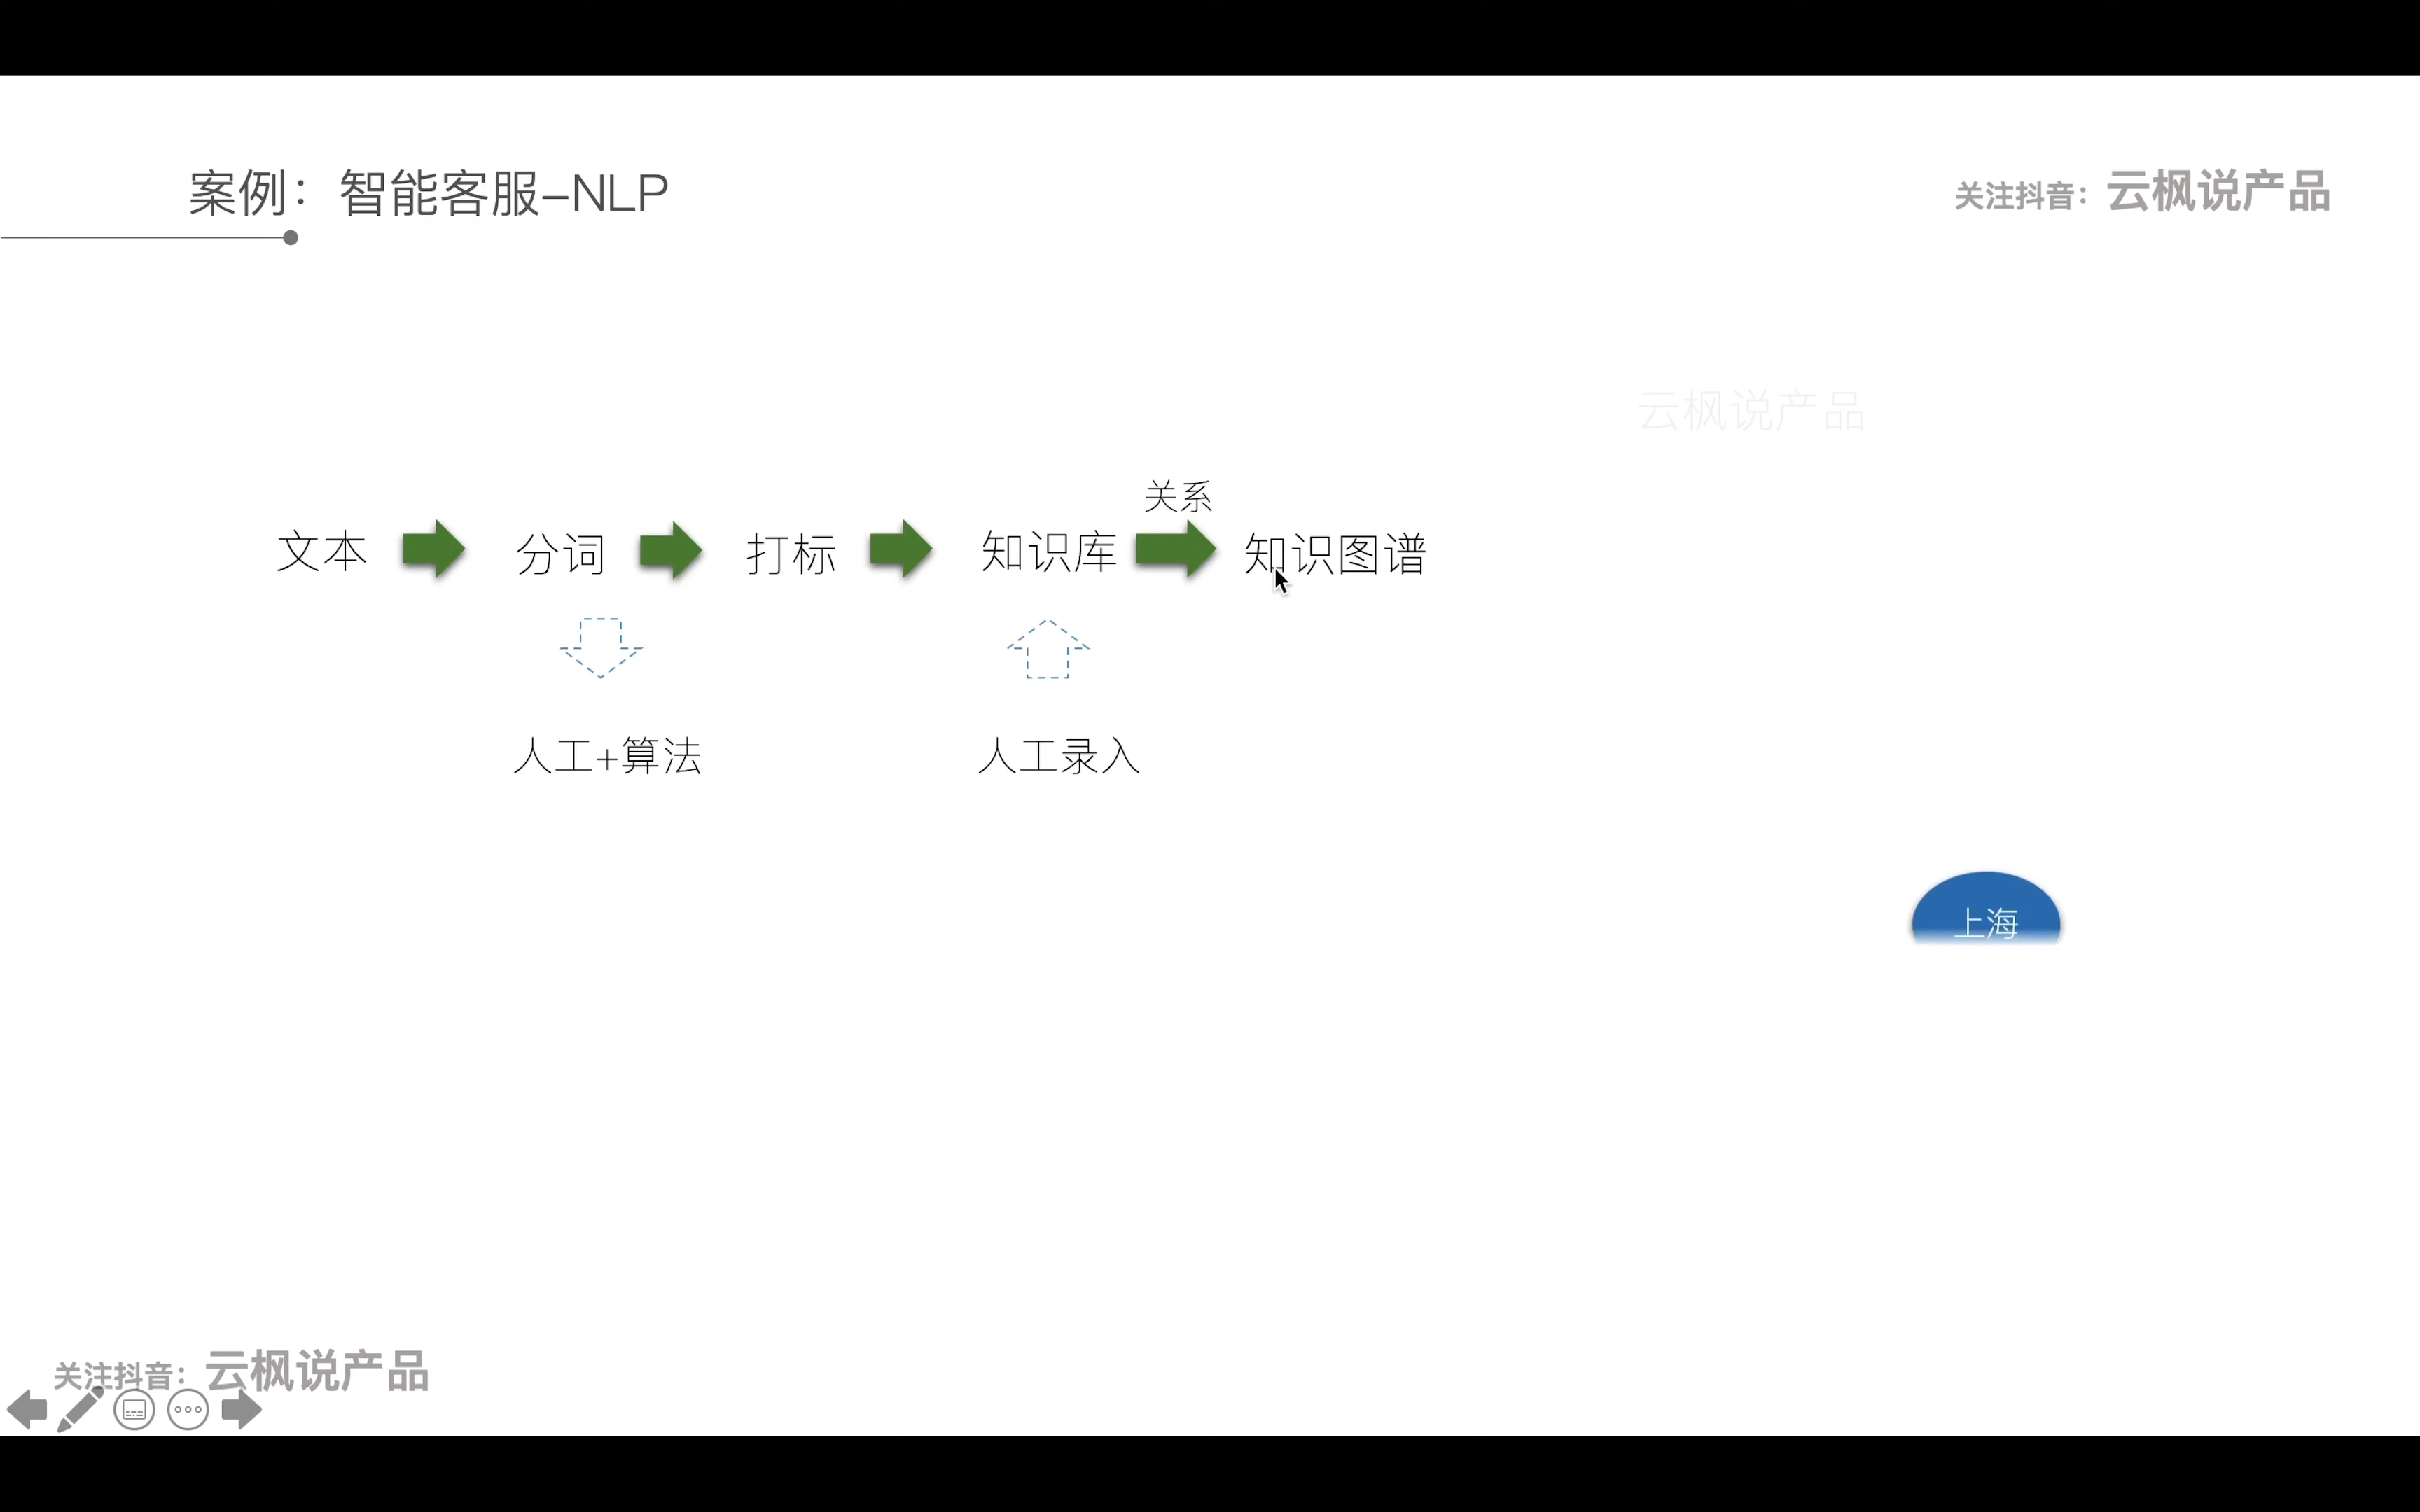 案例：智能客服-NLP
关注抖音：云枫说产品
云枫说产品
关系
文本 分词 打标 知识库 知识图谱
人工+算法 人工录入
上海
关注抖音：云枫说产品